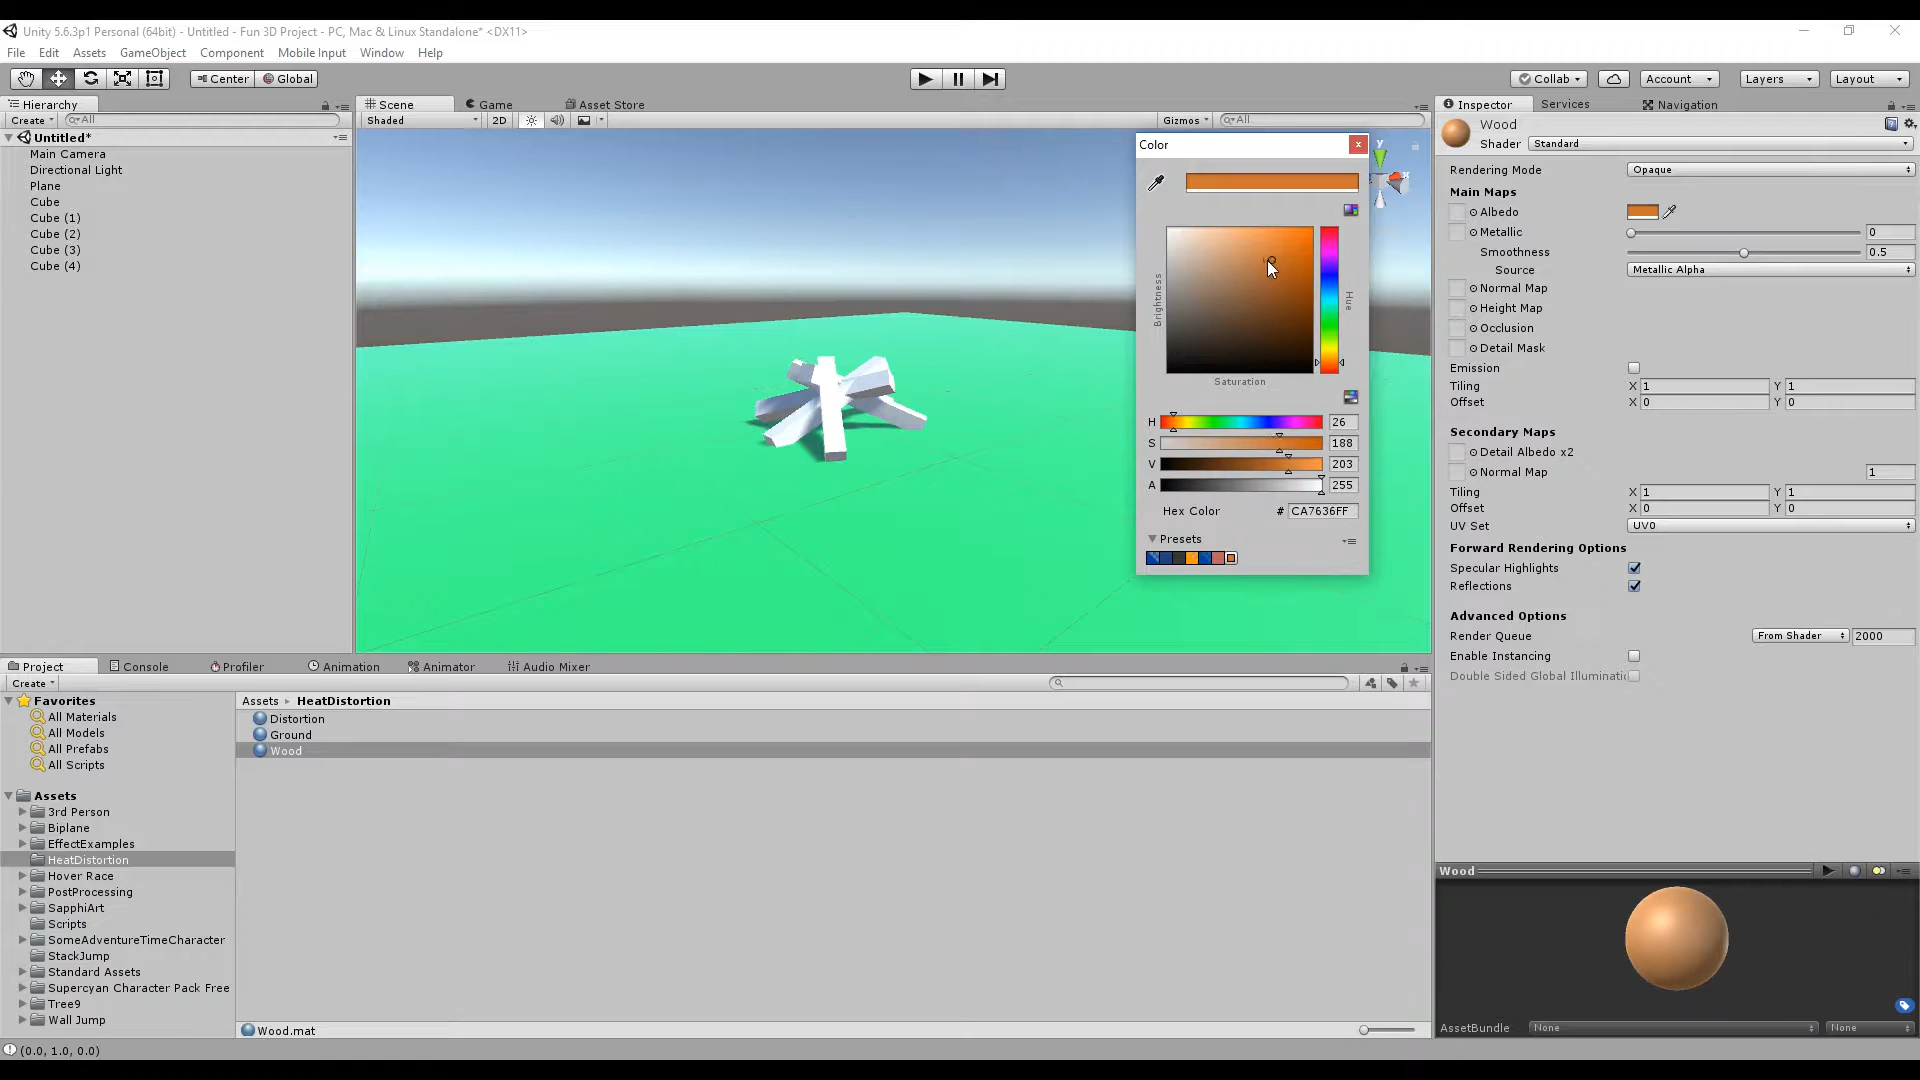 Unity 5.6.3p1 Personal (64bit) - Untitled - Fun 3D Project - PC, Mac & Linux Standalone* <DX11>
File Edit Assets GameObject Component Mobile Input Window Help
Center Global Collab Account Layers Layout
Hierarchy
Create All
Untitled*
Main Camera
Directional Light
Plane
Cube
Cube (1)
Cube (2)
Cube (3)
Cube (4)
Scene Game Asset Store
Shaded 2D Gizmos All
y
x
Color
Brightness
Hue
Saturation
H 26
S 188
V 203
A 255
Hex Color # CA7636FF
Presets
Inspector Services Navigation
Wood
Shader Standard
Rendering Mode Opaque
Main Maps
Albedo
Metallic 0
Smoothness 0.5
Source Metallic Alpha
Normal Map
Height Map
Occlusion
Detail Mask
Emission
Tiling X 1 Y 1
Offset X 0 Y 0
Secondary Maps
Detail Albedo x2
Normal Map 1
Tiling X 1 Y 1
Offset X 0 Y 0
UV Set UV0
Forward Rendering Options
Specular Highlights
Reflections
Advanced Options
Render Queue From Shader 2000
Enable Instancing
Double Sided Global Illuminati
Wood
AssetBundle None None
Project Console Profiler Animation Animator Audio Mixer
Create
Favorites
All Materials
All Models
All Prefabs
All Scripts
Assets
3rd Person
Biplane
EffectExamples
HeatDistortion
Hover Race
PostProcessing
SapphiArt
Scripts
SomeAdventureTimeCharacter
StackJump
Standard Assets
Supercyan Character Pack Free
Tree9
Wall Jump
Assets HeatDistortion
Distortion
Ground
Wood
Wood.mat
(0.0, 1.0, 0.0)